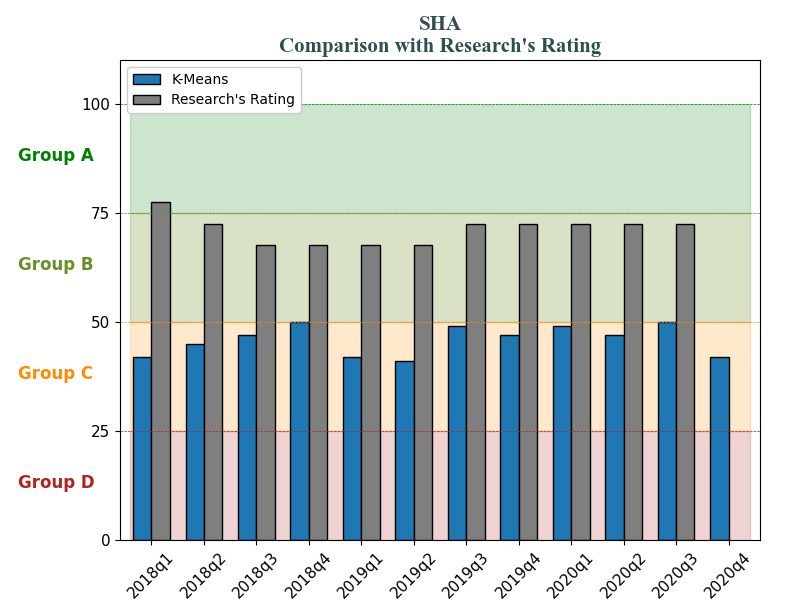 SHA
Comparison with Research's Rating
K-Means
Research's Rating
100
Group A
75
Group B
50
Group C
25
Group D
0
2018q1
2018q2
2018q3
2018q4
2019q1
2019q2
2019q3
2019q4
2020q1
2020q2
2020q3
2020q4